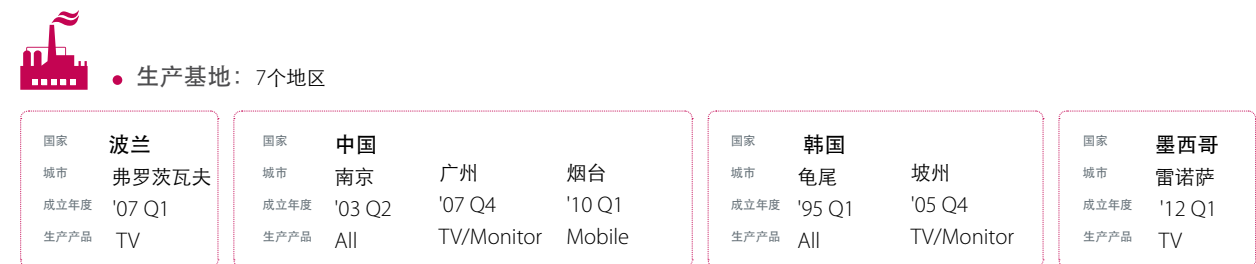 ● 生产基地：7个地区
国家 波兰
城市 弗罗茨瓦夫
成立年度 '07 Q1
生产产品 TV
国家 中国
城市 南京 广州 烟台
成立年度 '03 Q2 '07 Q4 '10 Q1
生产产品 All TV/Monitor Mobile
国家 韩国
城市 龟尾 坡州
成立年度 '95 Q1 '05 Q4
生产产品 All TV/Monitor
国家 墨西哥
城市 雷诺萨
成立年度 '12 Q1
生产产品 TV